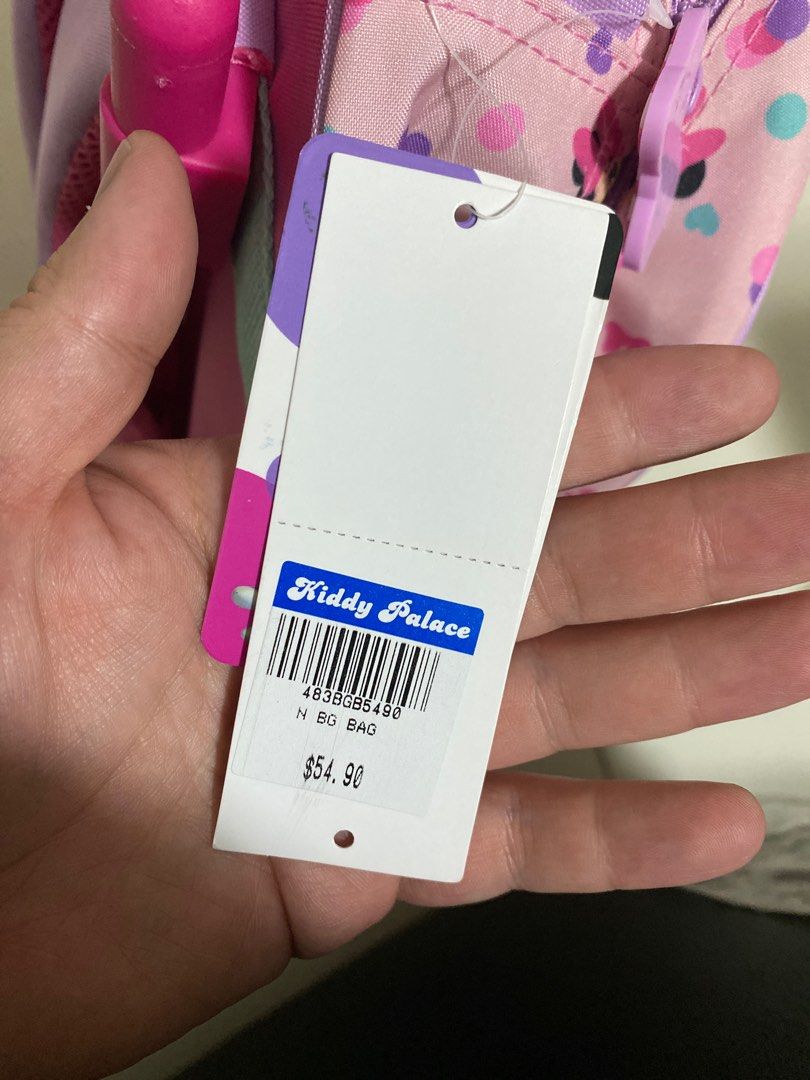 Kiddy Palace
483BGB5490
N BG BAG
$54.90